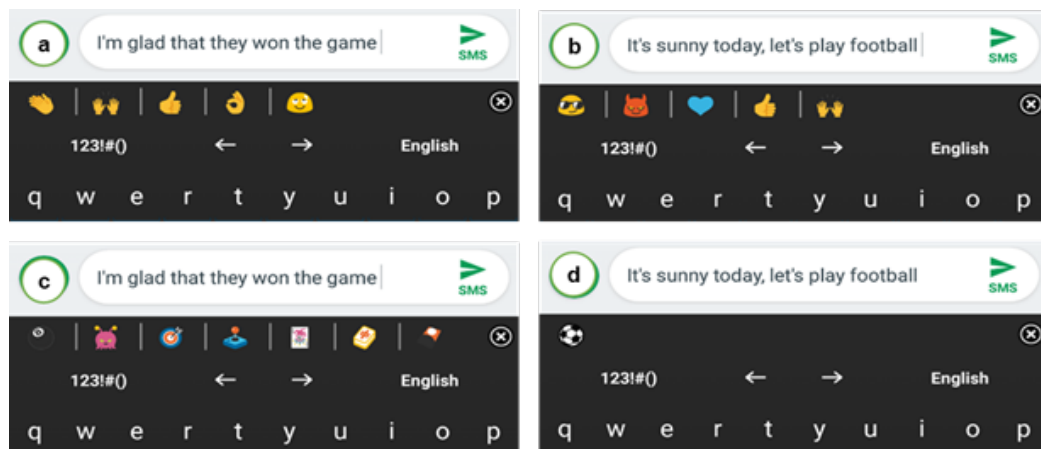 a
I'm glad that they won the game
SMS
123!#() ← → English
q w e r t y u i o p
b
It's sunny today, let's play football
SMS
123!#() ← → English
q w e r t y u i o p
c
I'm glad that they won the game
SMS
123!#() ← → English
q w e r t y u i o p
d
It's sunny today, let's play football
SMS
123!#() ← → English
q w e r t y u i o p